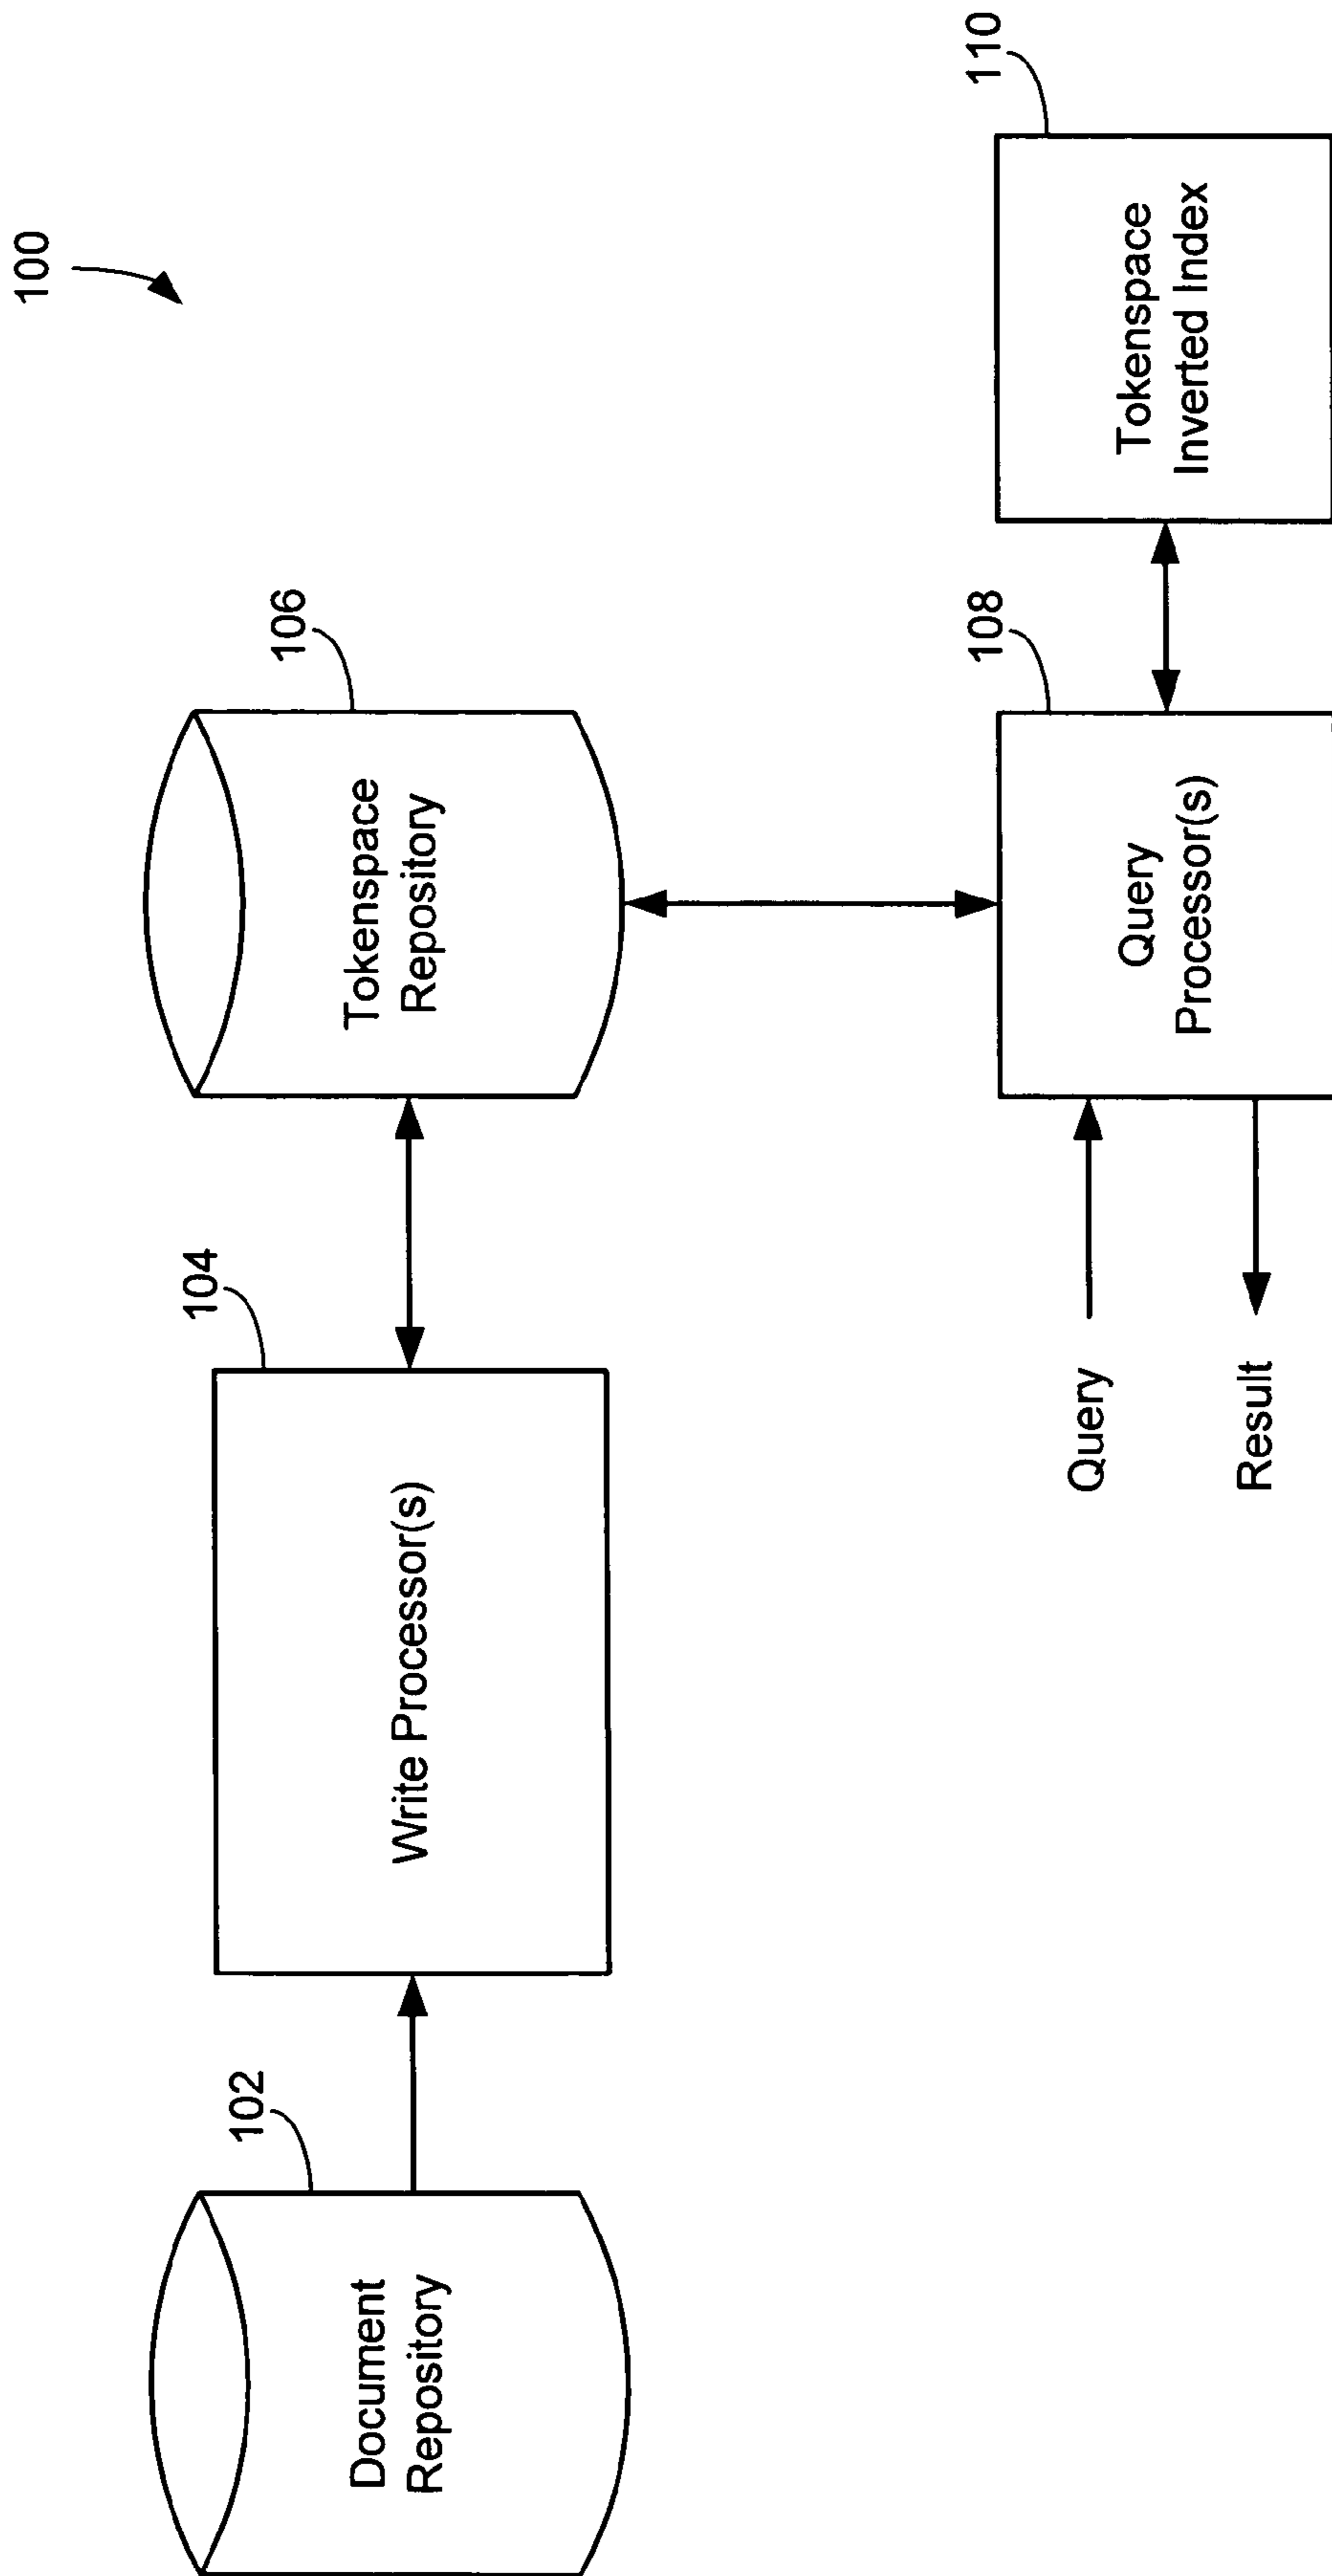 100
102
Document
Repository
104
Write Processor(s)
106
Tokenspace
Repository
Query
Result
108
Query
Processor(s)
110
Tokenspace
Inverted Index